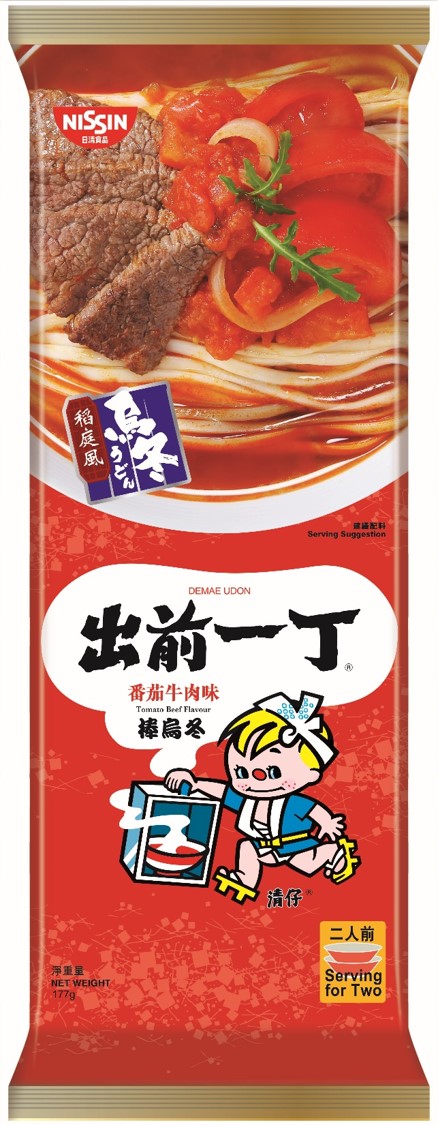 NISSIN
日清食品
稻庭風
烏冬
うどん
建議配料
Serving Suggestion
DEMAE UDON
出前一丁®
番茄牛肉味
Tomato Beef Flavour
棒烏冬
清仔®
二人前
Serving
for Two
淨重量
NET WEIGHT
177g